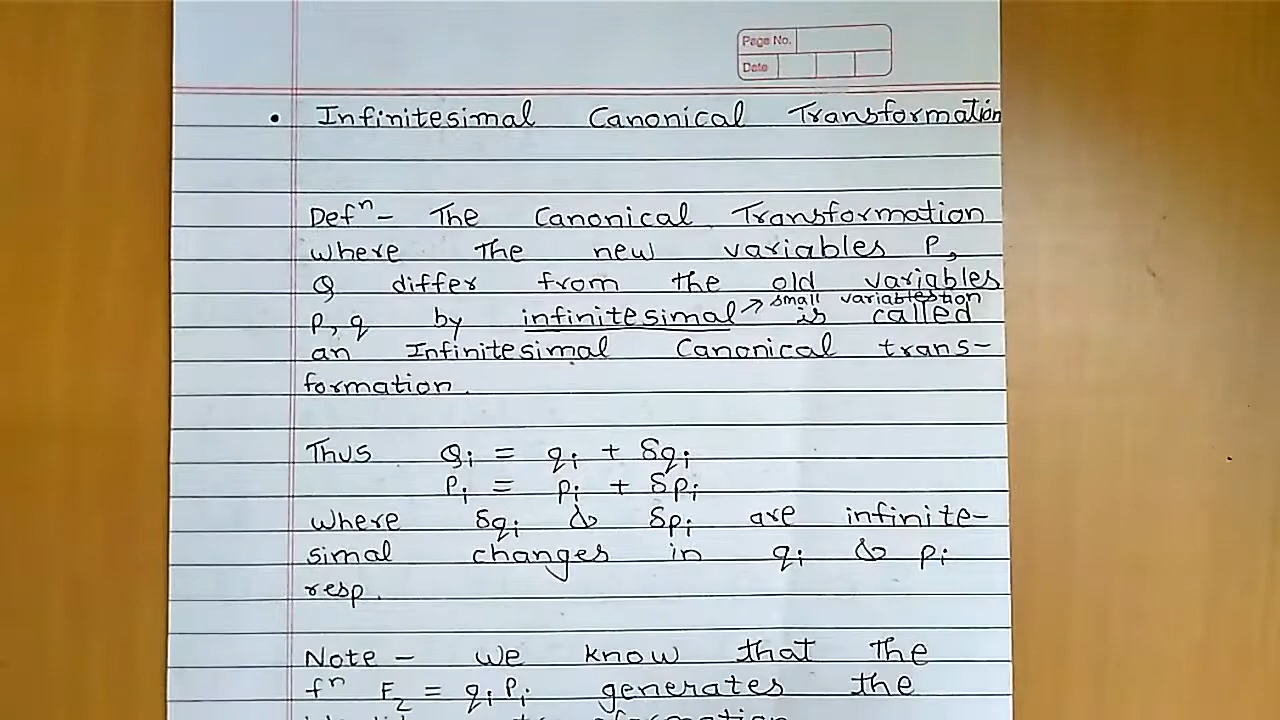 Page No.
Date
• Infinitesimal Canonical Transformation
Defⁿ - The Canonical Transformation
where the new variables P,
Q differ from the old variables
p, q by infinitesimal → small variation is called
an Infinitesimal Canonical trans-
formation.
Thus Qi = qi + δqi
Pi = pi + δpi
where δqi & δpi are infinite-
simal changes in qi & pi
resp.
Note - We know that the
fⁿ F₂ = qi Pi generates the